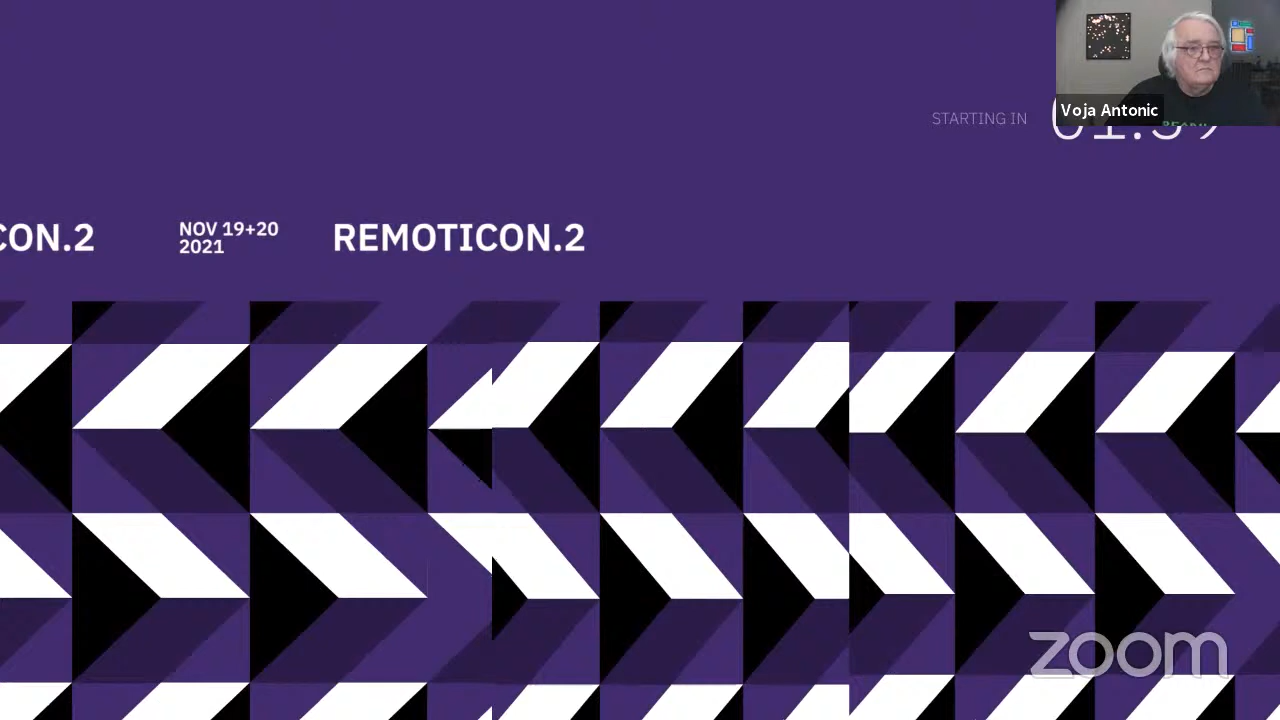 Voja Antonic
STARTING IN
CON.2
NOV 19+20
2021
REMOTICON.2
zoom